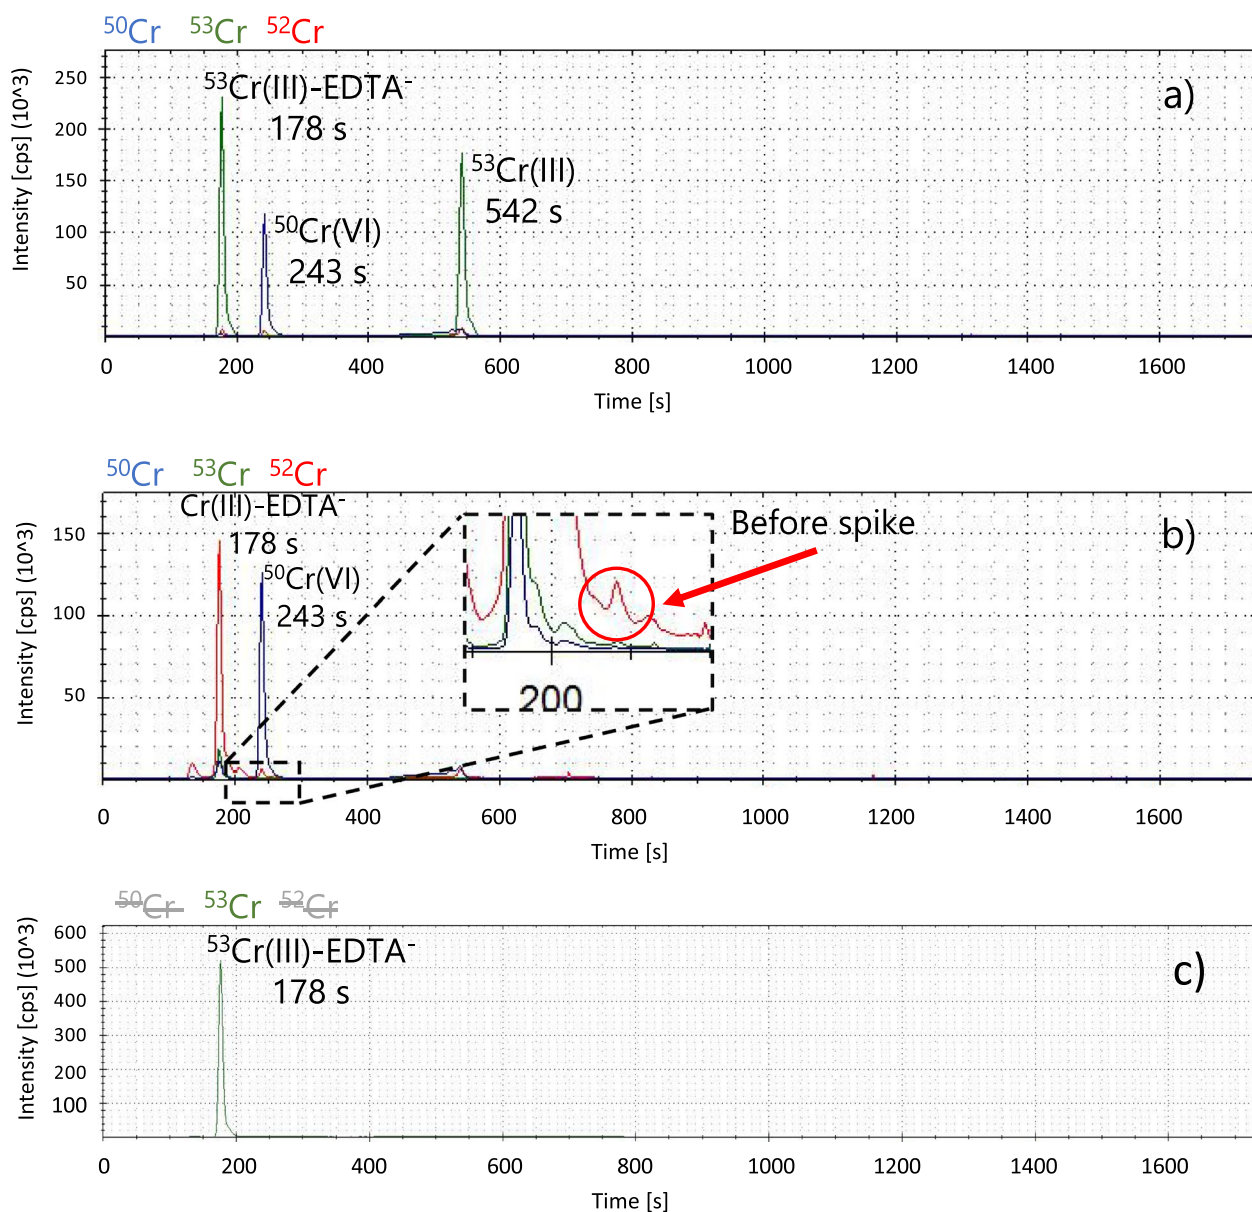 ⁵⁰Cr ⁵³Cr ⁵²Cr
a)
⁵³Cr(III)-EDTA⁻
178 s
⁵⁰Cr(VI)
243 s
⁵³Cr(III)
542 s
Intensity [cps] (10^3)
250
200
150
100
50
0 200 400 600 800 1000 1200 1400 1600
Time [s]
⁵⁰Cr ⁵³Cr ⁵²Cr
b)
Cr(III)-EDTA⁻
178 s
⁵⁰Cr(VI)
243 s
Before spike
200
Intensity [cps] (10^3)
150
100
50
0 200 400 600 800 1000 1200 1400 1600
Time [s]
⁵⁰Cr ⁵³Cr ⁵²Cr
c)
⁵³Cr(III)-EDTA⁻
178 s
Intensity [cps] (10^3)
600
500
400
300
200
100
0 200 400 600 800 1000 1200 1400 1600
Time [s]